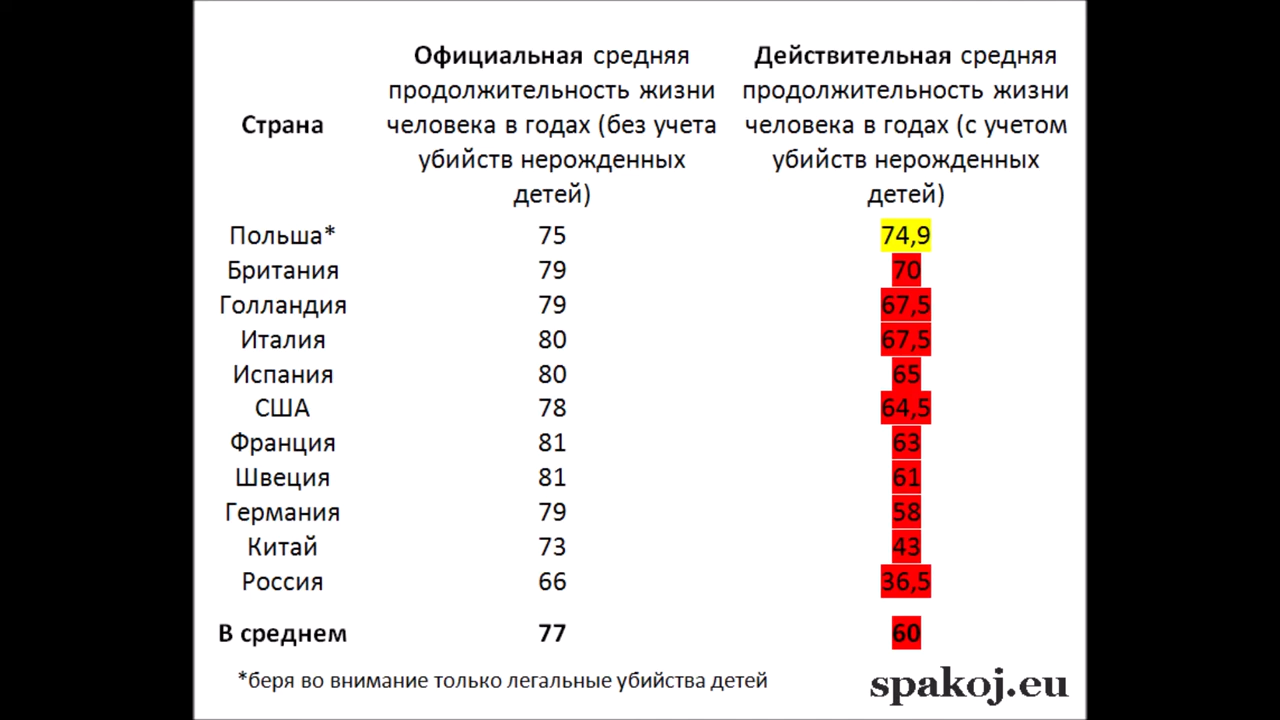 Страна
Официальная средняя
продолжительность жизни
человека в годах (без учета
убийств нерожденных
детей)
Действительная средняя
продолжительность жизни
человека в годах (с учетом
убийств нерожденных
детей)
Польша* 75 74,9
Британия 79 70
Голландия 79 67,5
Италия 80 67,5
Испания 80 65
США 78 64,5
Франция 81 63
Швеция 81 61
Германия 79 58
Китай 73 43
Россия 66 36,5
В среднем 77 60
*беря во внимание только легальные убийства детей
spakoj.eu